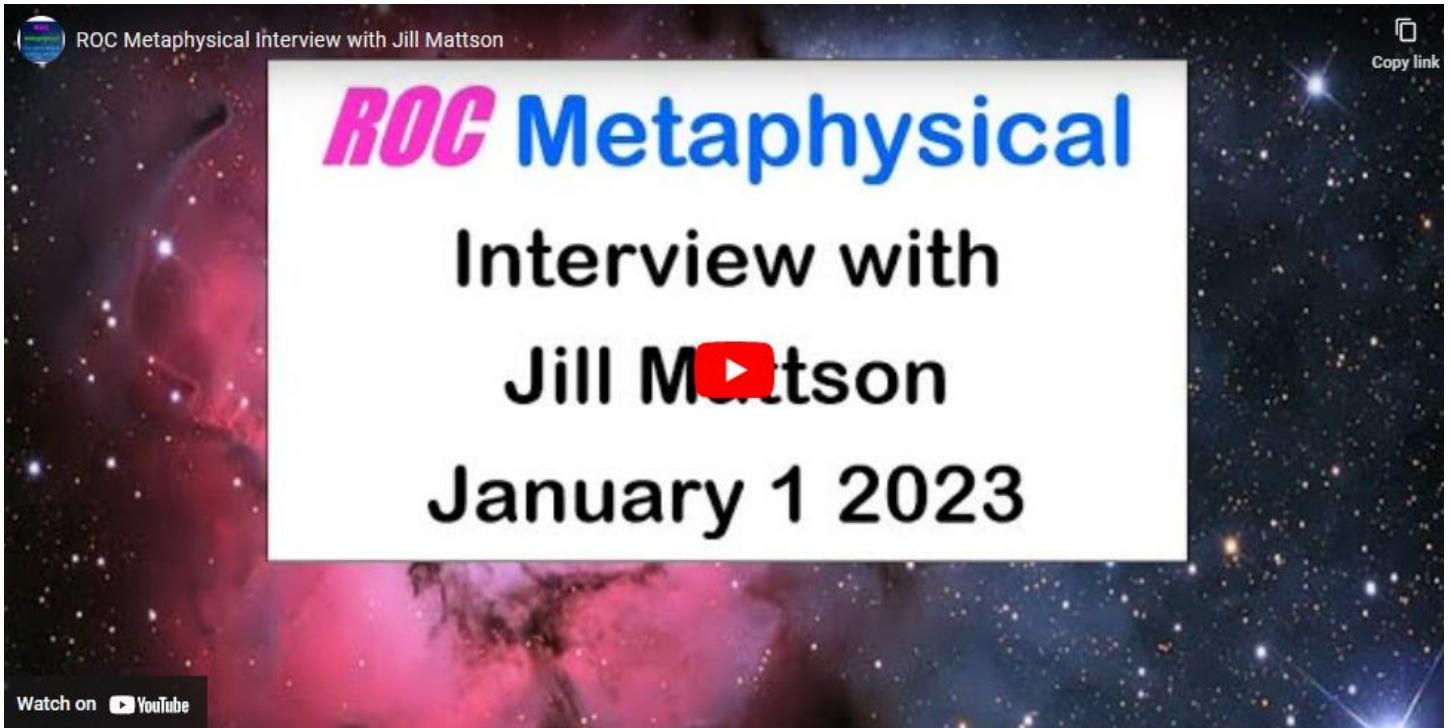 ROC Metaphysical Interview with Jill Mattson
Copy link
ROC Metaphysical
Interview with
Jill Mattson
January 1 2023
Watch on YouTube